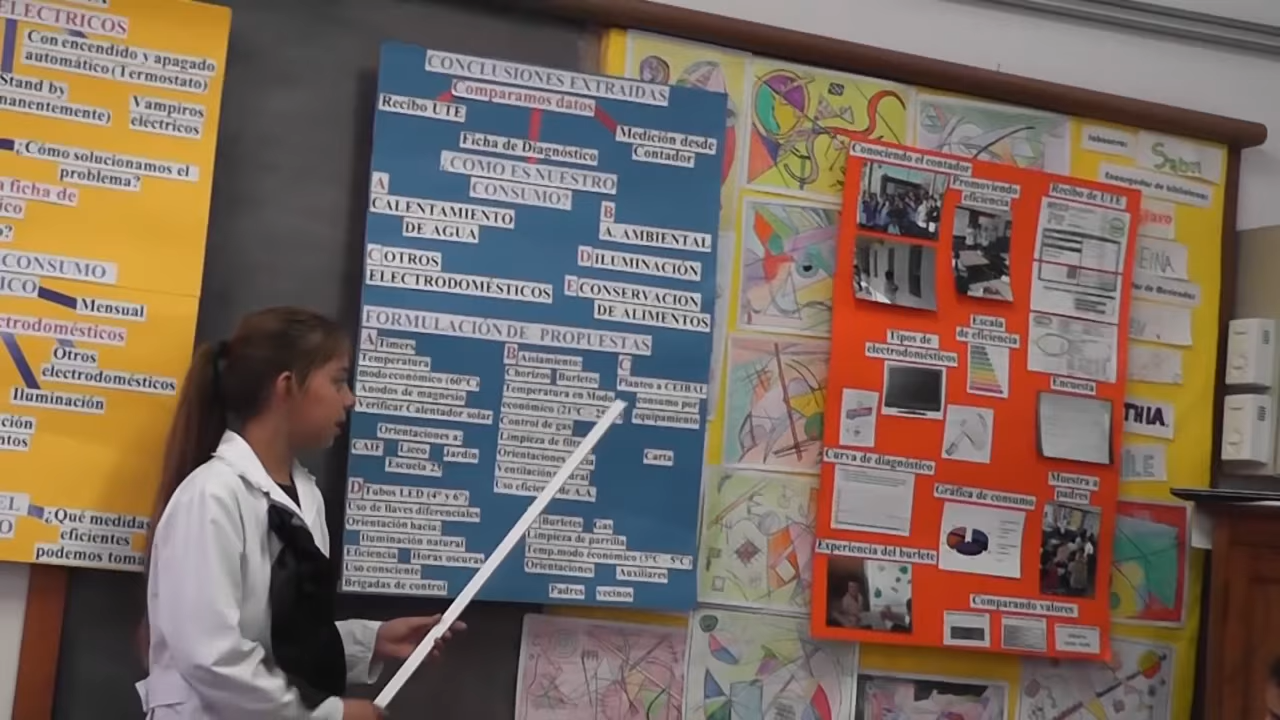 ELECTRICOS
Con encendido y apagado
automático (Termostato)
Stand by
Vampiros
eléctricos
¿Cómo solucionamos el
problema?
ficha de
CONSUMO
Mensual
Otros
electrodomésticos
Iluminación
¿Qué medidas
eficientes
podemos toma
CONCLUSIONES EXTRAIDAS
Comparamos datos
Recibo UTE
Ficha de Diagnóstico
Medición desde
Contador
¿COMO ES NUESTRO
CONSUMO?
A
CALENTAMIENTO
DE AGUA
B
A. AMBIENTAL
C OTROS
ELECTRODOMÉSTICOS
D ILUMINACIÓN
E CONSERVACION
DE ALIMENTOS
FORMULACIÓN DE PROPUESTAS
A Timers
Temperatura
modo económico (60°C)
Anodos de magnesio
Verificar Calentador solar
Orientaciones a:
CAIF Liceo Jardín
Escuela 23
B Aislamiento:
Chorizos Burletes
Temperatura en Modo
económico (21°C -
Control de gas
Limpieza de
Orientaciones
Ventilación
Uso A.A.
C
Planteo a CEIBAL
consumo por
equipamiento
Carta
D Tubos LED (4° y 6°)
Uso de llaves diferenciales
Orientación hacia:
Iluminación natural
Eficiencia Horas oscuras
Uso consciente
Brigadas de control
Burletes Gas
Limpieza de parrilla
Temp.modo económico (3°C – 5°C)
Orientaciones Auxiliares
Padres vecinos
Conociendo el contador
Promoviendo
eficiencia
Recibo de UTE
Tipos de
electrodomésticos
Escala
de eficiencia
Encuesta
Curva de diagnóstico
Gráfica de consumo
Muestra a
padres
Experiencia del burlete
Comparando valores
Encargador de bibliotecas: